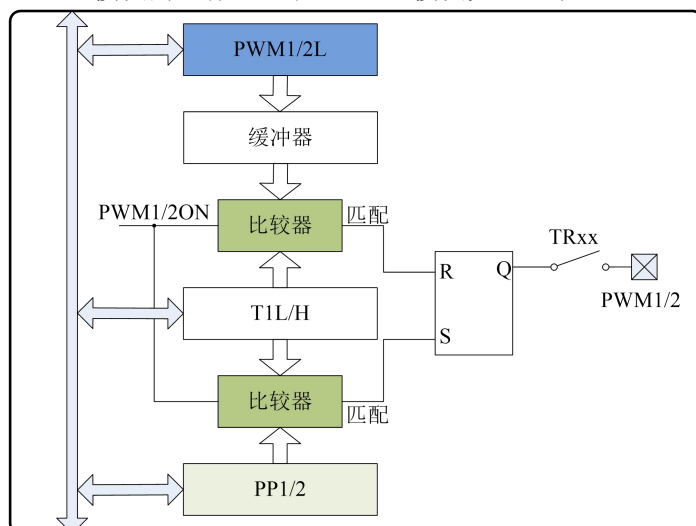 PWM1/2L
缓冲器
PWM1/2ON
比较器
匹配
TRxx
R
Q
PWM1/2
T1L/H
S
比较器
匹配
PP1/2